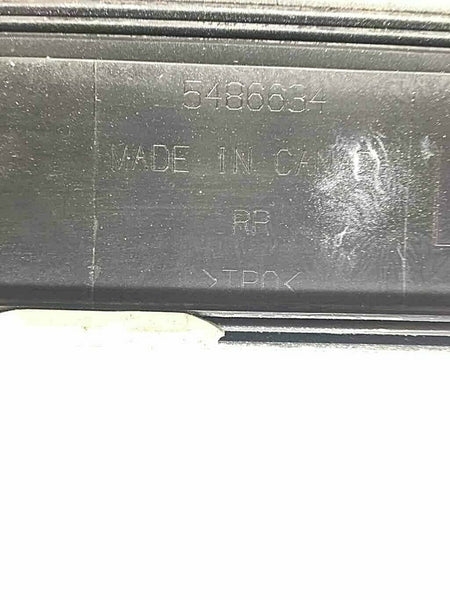 5486634
MADE IN CANADA
RP
>TPO<